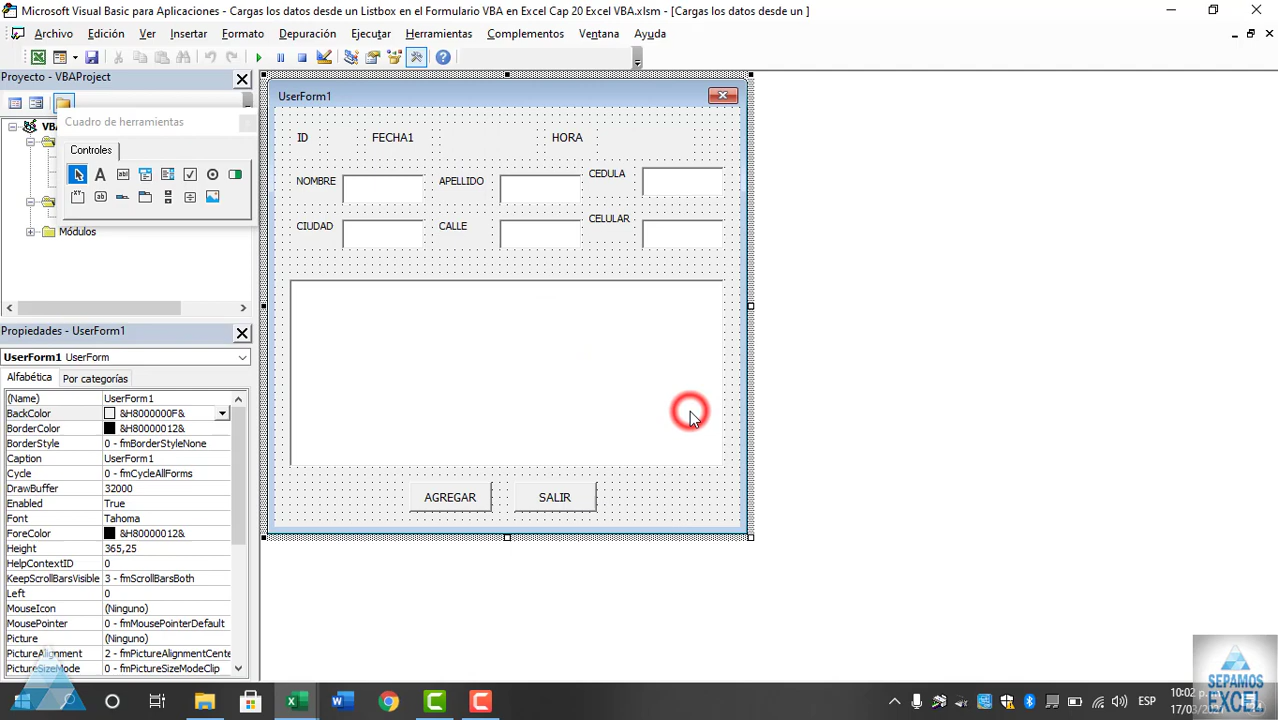 Microsoft Visual Basic para Aplicaciones - Cargas los datos desde un Listbox en el Formulario VBA en Excel Cap 20 Excel VBA.xlsm - [Cargas los datos desde un ]
Archivo Edición Ver Insertar Formato Depuración Ejecutar Herramientas Complementos Ventana Ayuda
Proyecto - VBAProject
Cuadro de herramientas
Controles
Módulos
UserForm1
ID FECHA1 HORA
NOMBRE APELLIDO CEDULA
CIUDAD CALLE CELULAR
AGREGAR SALIR
Propiedades - UserForm1
UserForm1 UserForm
Alfabética Por categorías
(Name) UserForm1
BackColor &H8000000F&
BorderColor &H80000012&
BorderStyle 0 - fmBorderStyleNone
Caption UserForm1
Cycle 0 - fmCycleAllForms
DrawBuffer 32000
Enabled True
Font Tahoma
ForeColor &H80000012&
Height 365,25
HelpContextID 0
KeepScrollBarsVisible 3 - fmScrollBarsBoth
Left 0
MouseIcon (Ninguno)
MousePointer 0 - fmMousePointerDefault
Picture (Ninguno)
PictureAlignment 2 - fmPictureAlignmentCente
PictureSizeMode 0 - fmPictureSizeModeClip
ESP
10:02 p.
SEPAMOS
EXCEL